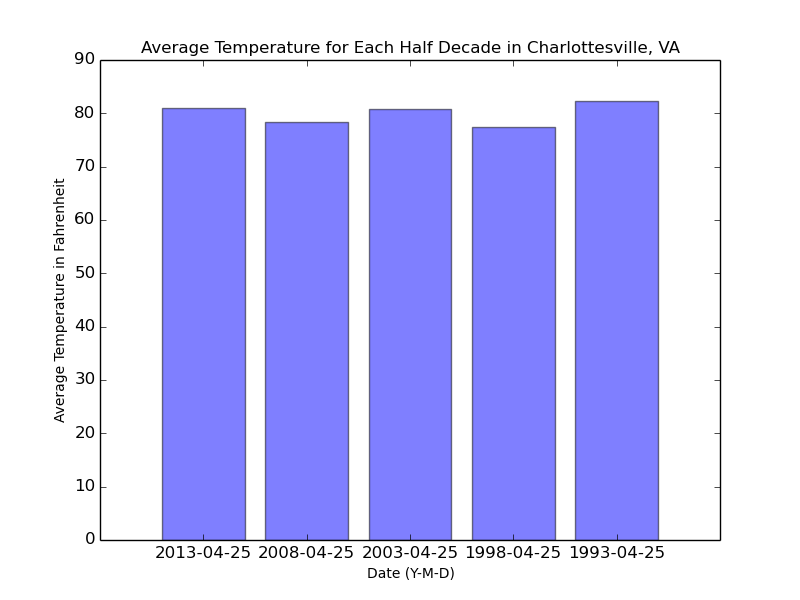 Average Temperature for Each Half Decade in Charlottesville, VA
90
80
70
60
50
40
30
20
10
0
Average Temperature in Fahrenheit
2013-04-25 2008-04-25 2003-04-25 1998-04-25 1993-04-25
Date (Y-M-D)